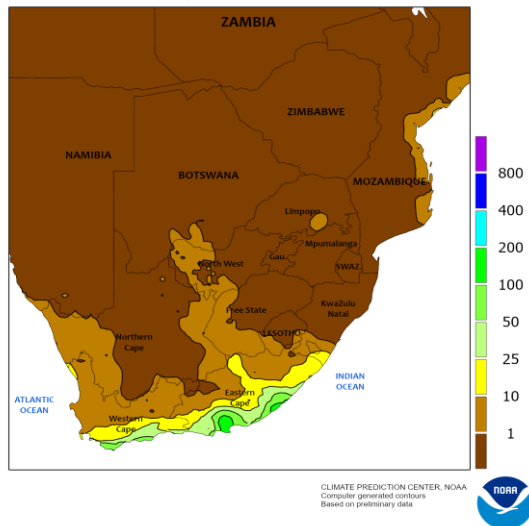 ZAMBIA
ZIMBABWE
NAMIBIA
BOTSWANA
MOZAMBIQUE
Limpopo
Mpumalanga
North West
Gau.
SWAZ.
Free State
KwaZulu
Natal
Northern
Cape
LESOTHO
INDIAN
OCEAN
ATLANTIC
OCEAN
Eastern
Cape
Western
Cape
800
400
200
100
50
25
10
1
CLIMATE PREDICTION CENTER, NOAA
Computer generated contours
Based on preliminary data
NOAA